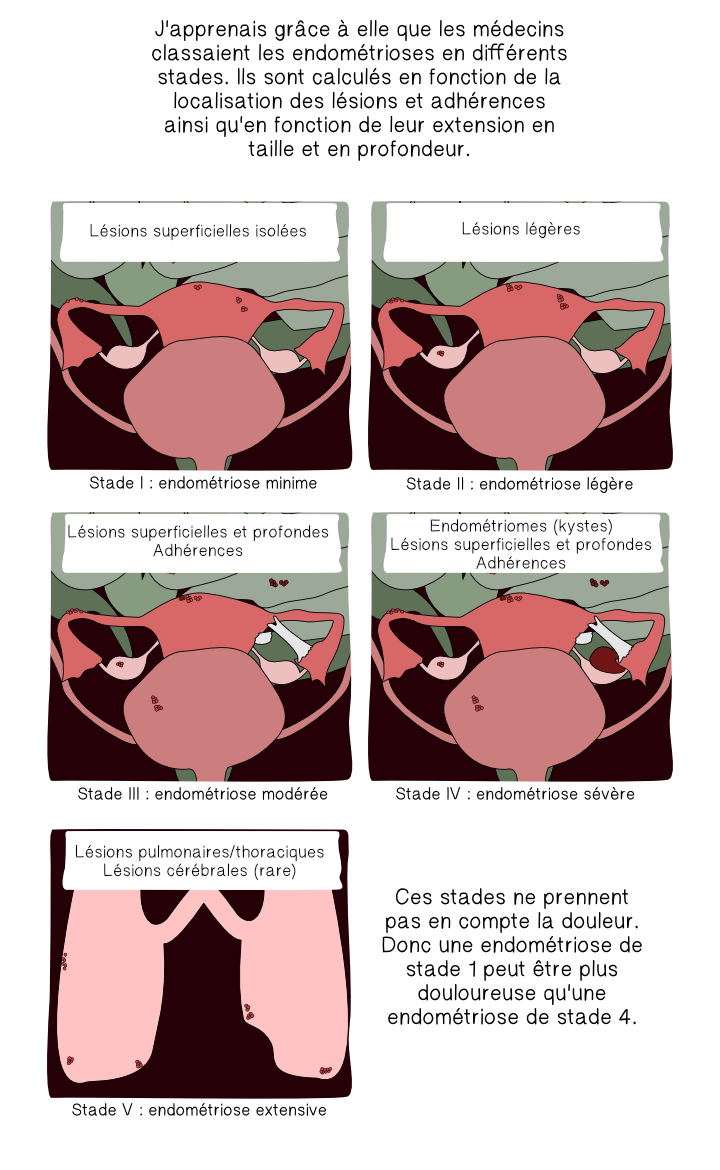 J'apprenais grâce à elle que les médecins
classaient les endométrioses en différents
stades. Ils sont calculés en fonction de la
localisation des lésions et adhérences
ainsi qu'en fonction de leur extension en
taille et en profondeur.
Lésions superficielles isolées
Stade I : endométriose minime
Lésions légères
Stade II : endométriose légère
Lésions superficielles et profondes
Adhérences
Stade III : endométriose modérée
Endométriomes (kystes)
Lésions superficielles et profondes
Adhérences
Stade IV : endométriose sévère
Lésions pulmonaires/thoraciques
Lésions cérébrales (rare)
Stade V : endométriose extensive
Ces stades ne prennent
pas en compte la douleur.
Donc une endométriose de
stade 1 peut être plus
douloureuse qu'une
endométriose de stade 4.